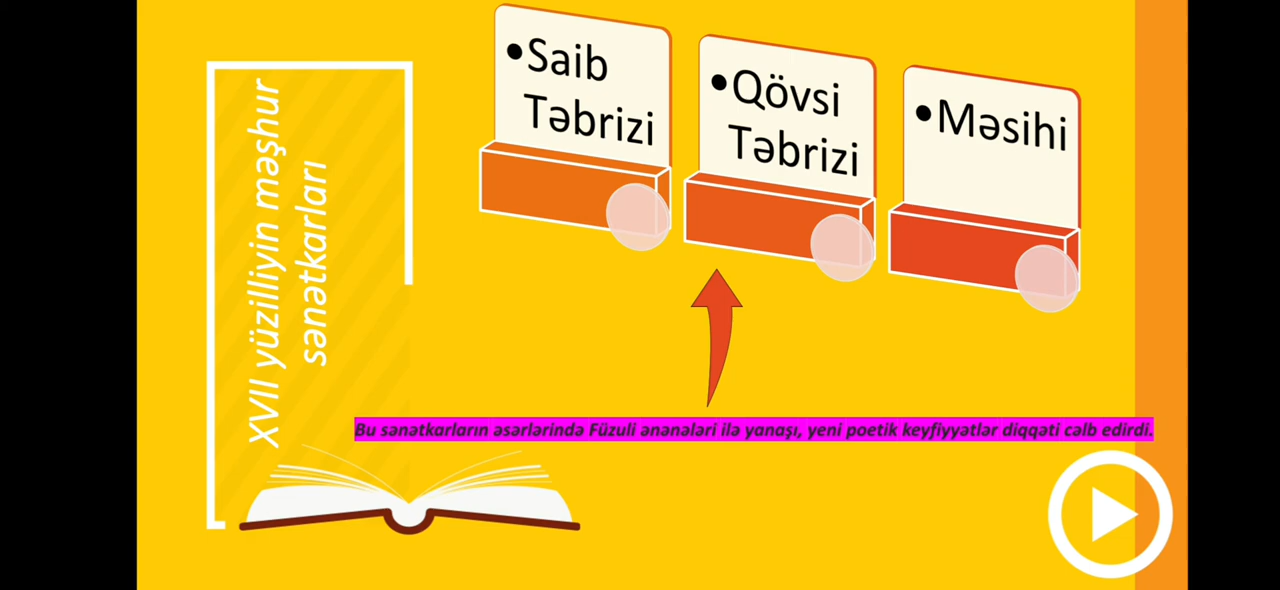 XVII yüzilliyin məşhur
sənətkarları
•Saib
Təbrizi
•Qövsi
Təbrizi
•Məsihi
Bu sənətkarların əsərlərində Füzuli ənənələri ilə yanaşı, yeni poetik keyfiyyətlər diqqəti cəlb edirdi.